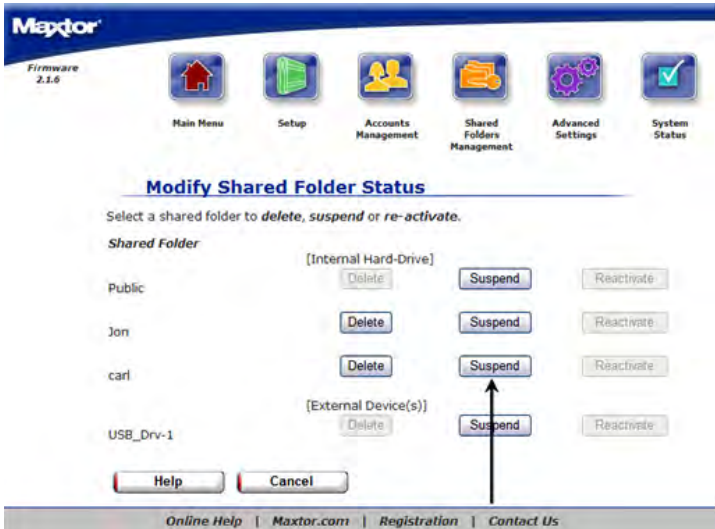 Maxtor
Firmware
2.1.6
Main Menu
Setup
Accounts
Management
Shared
Folders
Management
Advanced
Settings
System
Status
Modify Shared Folder Status
Select a shared folder to delete, suspend or re-activate.
Shared Folder
[Internal Hard-Drive]
Public Delete Suspend Reactivate
Jon Delete Suspend Reactivate
carl Delete Suspend Reactivate
[External Device(s)]
USB_Drv-1 Delete Suspend Reactivate
Help Cancel
Online Help | Maxtor.com | Registration | Contact Us